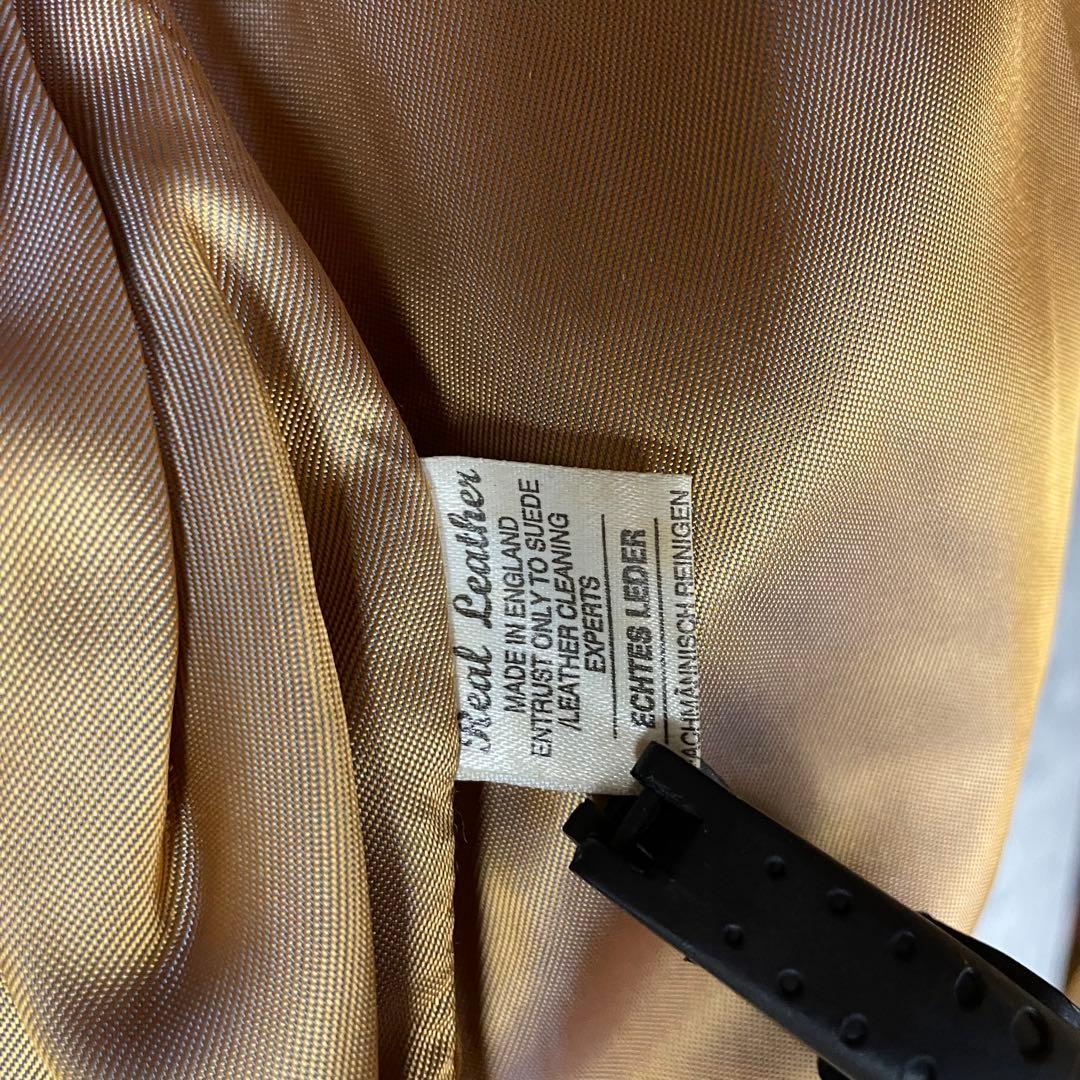 Real Leather
MADE IN ENGLAND
ENTRUST ONLY TO SUEDE
/LEATHER CLEANING
EXPERTS
ECHTES LEDER
ACHMÄNNISCH REINIGEN